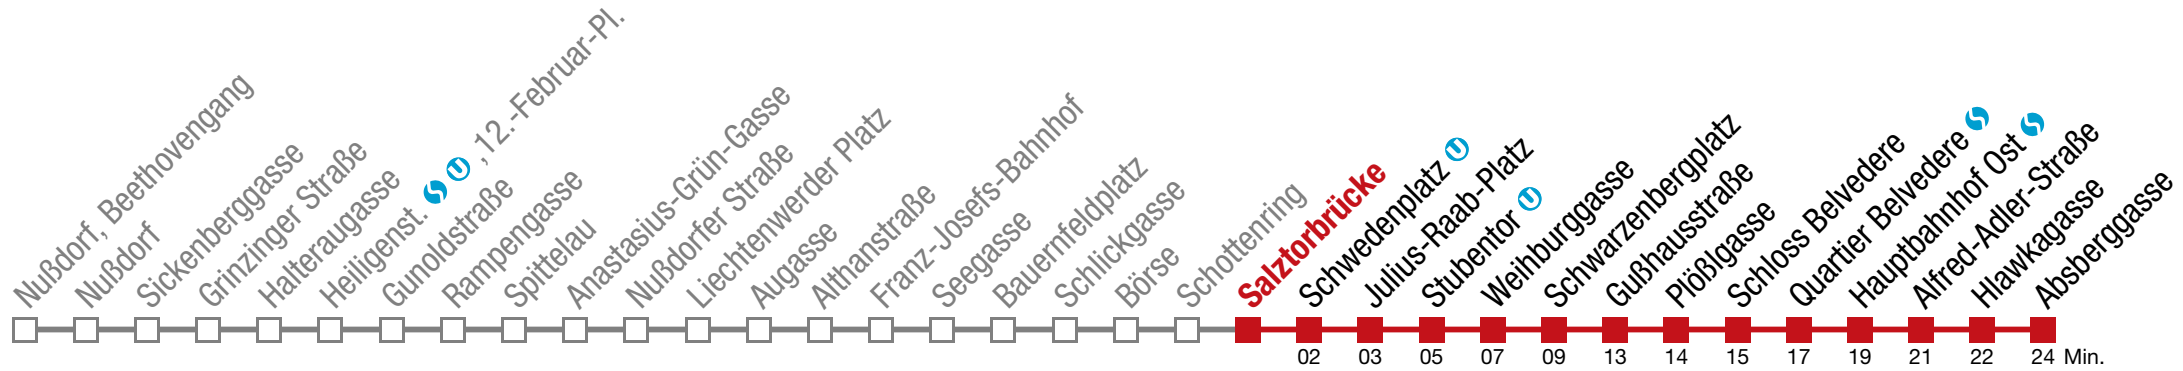 Nußdorf, Beethovengang
Nußdorf
Sickenberggasse
Grinzinger Straße
Halteraugasse
Heiligenst. S U , 12.-Februar-Pl.
Gunoldstraße
Rampengasse
Spittelau
Anastasius-Grün-Gasse
Nußdorfer Straße
Liechtenwerder Platz
Augasse
Althanstraße
Franz-Josefs-Bahnhof
Seegasse
Bauernfeldplatz
Schlickgasse
Börse
Schottenring
Salztorbrücke
Schwedenplatz U
Julius-Raab-Platz
Stubentor U
Weihburggasse
Schwarzenbergplatz
Gußhausstraße
Plößlgasse
Schloss Belvedere
Quartier Belvedere S
Hauptbahnhof Ost S
Alfred-Adler-Straße
Hlawkagasse
Absberggasse
02 03 05 07 09 13 14 15 17 19 21 22 24 Min.